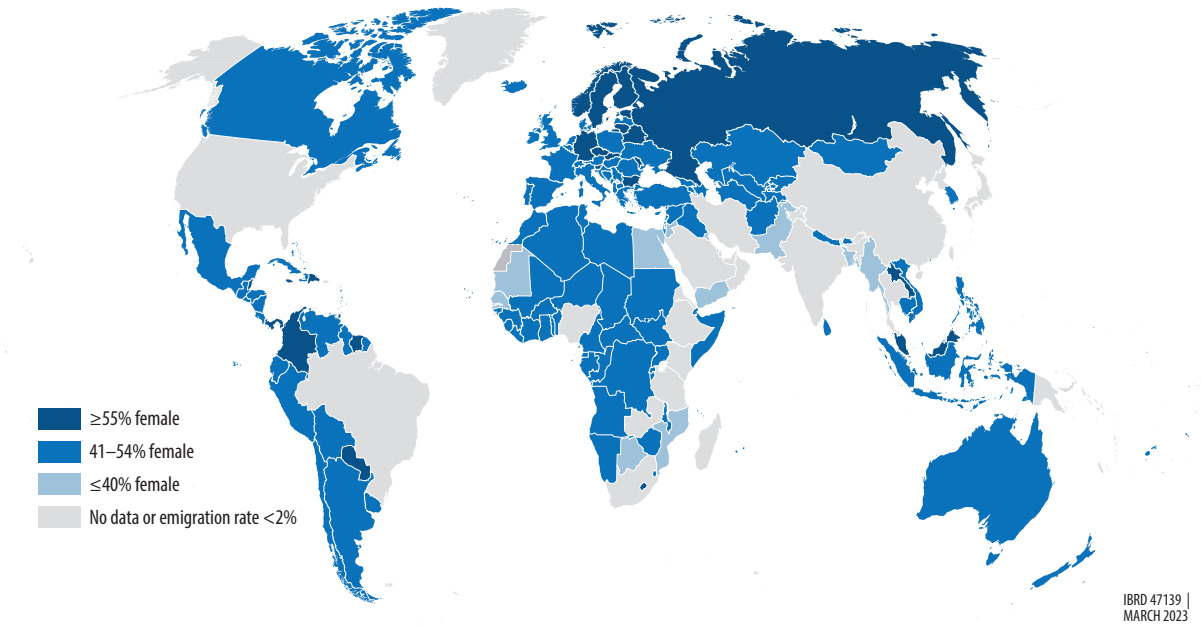 ≥55% female
41–54% female
≤40% female
No data or emigration rate <2%
IBRD 47139 |
MARCH 2023